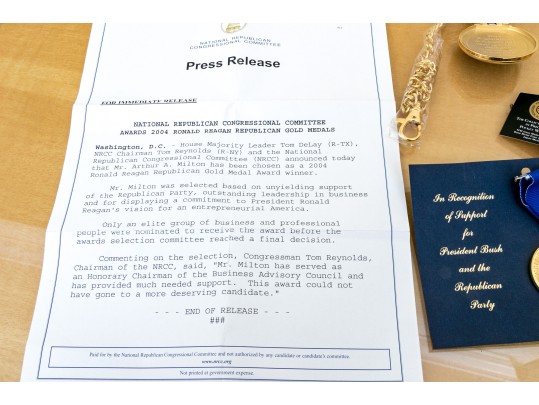 NATIONAL REPUBLICAN
CONGRESSIONAL COMMITTEE
Press Release
FOR IMMEDIATE RELEASE
NATIONAL REPUBLICAN CONGRESSIONAL COMMITTEE
AWARDS 2004 RONALD REAGAN REPUBLICAN GOLD MEDALS
Washington, D.C. - House Majority Leader Tom DeLay (R-TX),
NRCC Chairman Tom Reynolds (R-NY) and the National
Republican Congressional Committee (NRCC) announced today
that Mr. Arthur A. Milton has been chosen as a 2004
Ronald Reagan Republican Gold Medal Award winner.
Mr. Milton was selected based on unyielding support
of the Republican Party, outstanding leadership in business
and for displaying a commitment to President Ronald
Reagan's vision for an entrepreneurial America.
Only an elite group of business and professional
people were nominated to receive the award before the
awards selection committee reached a final decision.
Commenting on the selection, Congressman Tom Reynolds,
Chairman of the NRCC, said, "Mr. Milton has served as
an Honorary Chairman of the Business Advisory Council and
has provided much needed support. This award could not
have gone to a more deserving candidate."
- - - END OF RELEASE - - -
###
Paid for by the National Republican Congressional Committee and not authorized by any candidate or candidate's committee.
www.nrcc.org
Not printed at government expense.
In Recognition
of Support
for
President Bush
and the
Republican
Party